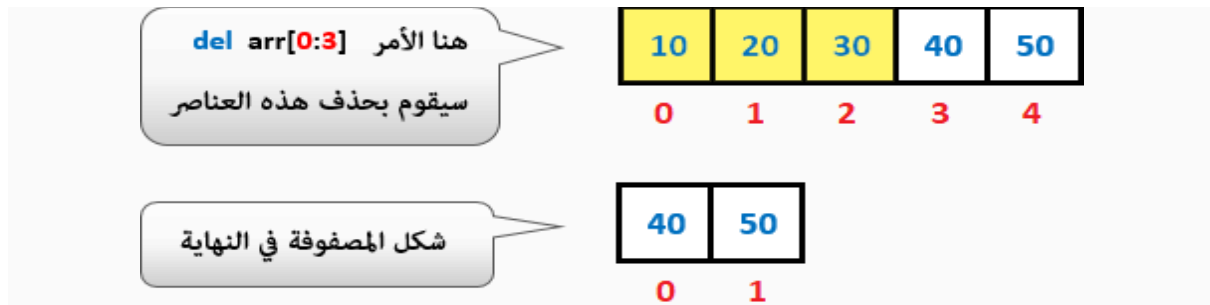 هنا الأمر del arr[0:3]
سيقوم بحذف هذه العناصر
10 20 30 40 50
0 1 2 3 4
شكل المصفوفة في النهاية
40 50
0 1